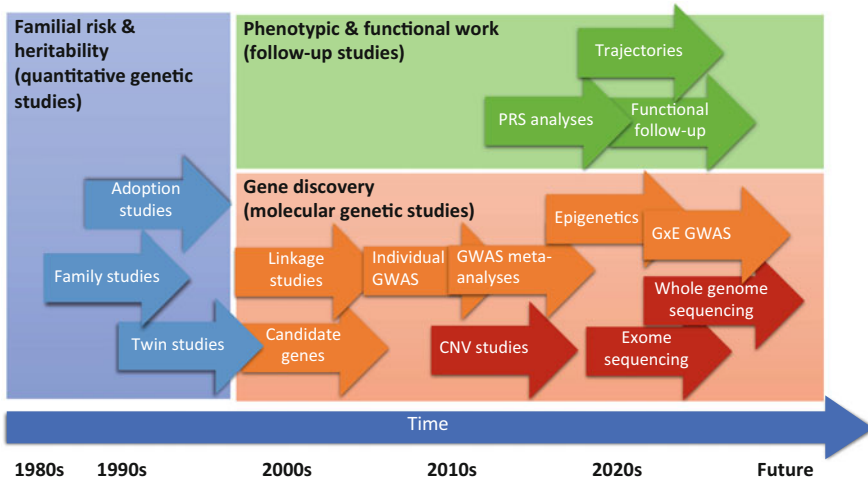 Familial risk &
heritability
(quantitative genetic
studies)
Phenotypic & functional work
(follow-up studies)
Trajectories
PRS analyses
Functional
follow-up
Adoption
studies
Family studies
Twin studies
Gene discovery
(molecular genetic studies)
Epigenetics
GxE GWAS
Linkage
studies
Individual
GWAS
GWAS meta-
analyses
Whole genome
sequencing
Candidate
genes
CNV studies
Exome
sequencing
Time
1980s 1990s 2000s 2010s 2020s Future